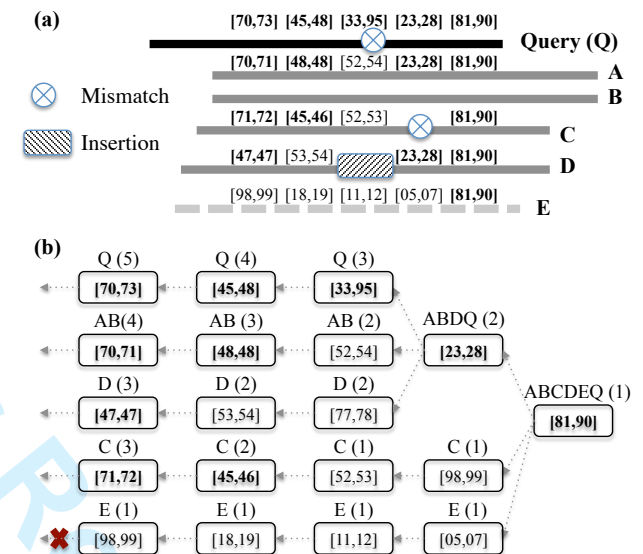 (a)
[70,73] [45,48] [33,95] [23,28] [81,90]
Query (Q)
[70,71] [48,48] [52,54] [23,28] [81,90]
A
B
Mismatch
[71,72] [45,46] [52,53] [81,90]
C
Insertion
[47,47] [53,54] [23,28] [81,90]
D
[98,99] [18,19] [11,12] [05,07] [81,90]
E
(b)
Q (5) Q (4) Q (3)
[70,73] [45,48] [33,95]
AB(4) AB (3) AB (2) ABDQ (2)
[70,71] [48,48] [52,54] [23,28]
D (3) D (2) D (2) ABCDEQ (1)
[47,47] [53,54] [77,78] [81,90]
C (3) C (2) C (1) C (1)
[71,72] [45,46] [52,53] [98,99]
E (1) E (1) E (1) E (1)
[98,99] [18,19] [11,12] [05,07]